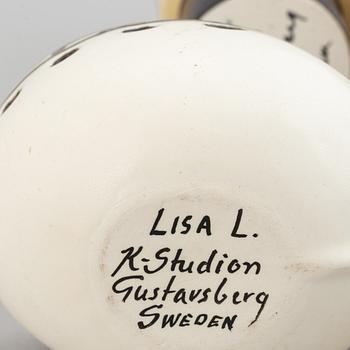 LISA L.
K-Studion
Gustavsberg
SWEDEN